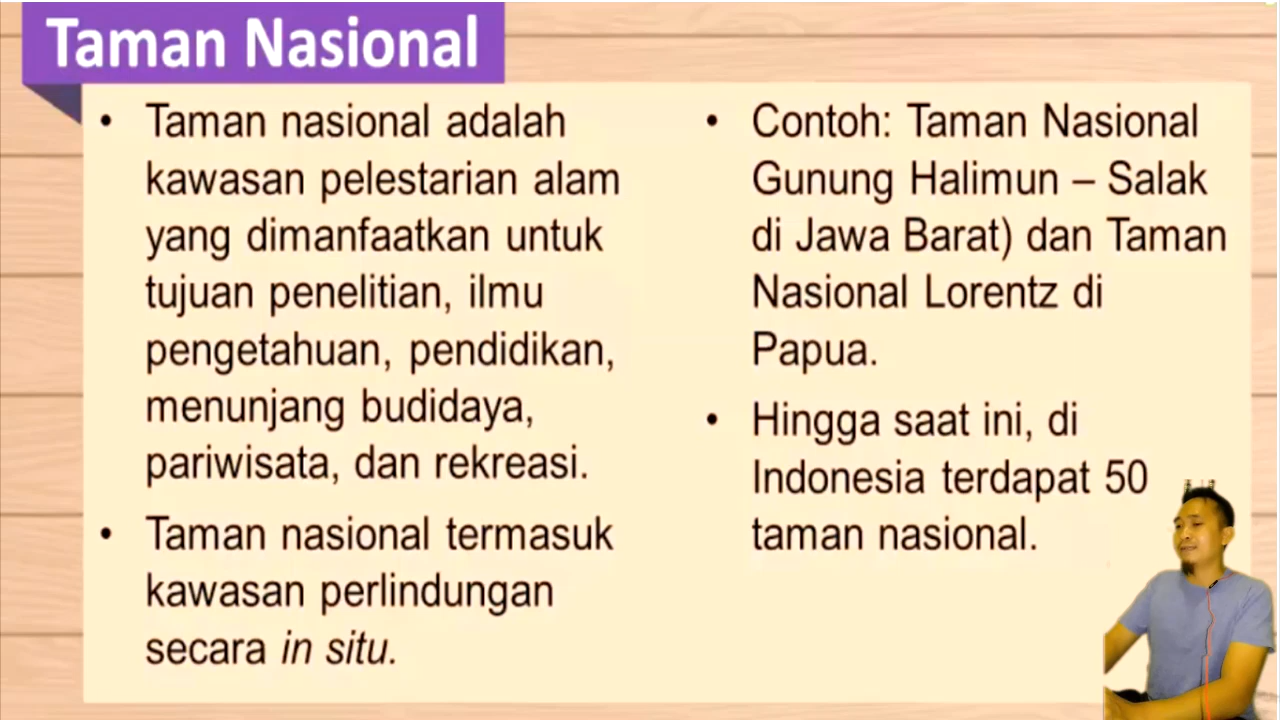 Taman Nasional
• Taman nasional adalah
kawasan pelestarian alam
yang dimanfaatkan untuk
tujuan penelitian, ilmu
pengetahuan, pendidikan,
menunjang budidaya,
pariwisata, dan rekreasi.
• Taman nasional termasuk
kawasan perlindungan
secara in situ.
• Contoh: Taman Nasional
Gunung Halimun – Salak
di Jawa Barat) dan Taman
Nasional Lorentz di
Papua.
• Hingga saat ini, di
Indonesia terdapat 50
taman nasional.